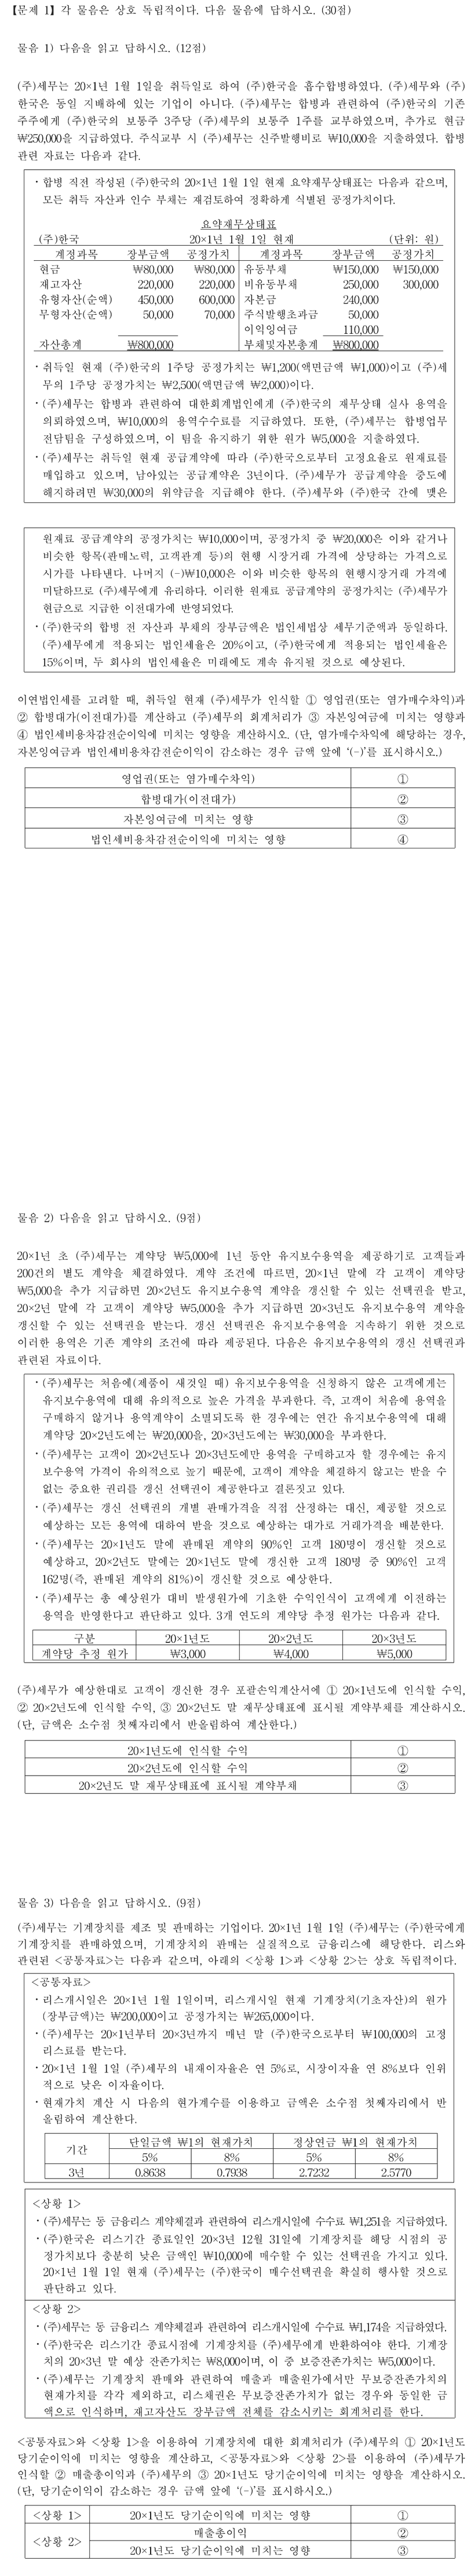 【문제 1】 각 물음은 상호 독립적이다. 다음 물음에 답하시오. (30점)
물음 1) 다음을 읽고 답하시오. (12점)
(주)세무는 20×1년 1월 1일을 취득일로 하여 (주)한국을 흡수합병하였다. (주)세무와 (주)
한국은 동일 지배하에 있는 기업이 아니다. (주)세무는 합병과 관련하여 (주)한국의 기존
주주에게 (주)한국의 보통주 3주당 (주)세무의 보통주 1주를 교부하였으며, 추가로 현금
₩250,000을 지급하였다. 주식교부 시 (주)세무는 신주발행비로 ₩10,000을 지출하였다. 합병
관련 자료는 다음과 같다.
· 합병 직전 작성된 (주)한국의 20×1년 1월 1일 현재 요약재무상태표는 다음과 같으며,
모든 취득 자산과 인수 부채는 재검토하여 정확하게 식별된 공정가치이다.
요약재무상태표
(주)한국 20×1년 1월 1일 현재 (단위: 원)
계정과목 장부금액 공정가치 계정과목 장부금액 공정가치
현금 ₩80,000 ₩80,000 유동부채 ₩150,000 ₩150,000
재고자산 220,000 220,000 비유동부채 250,000 300,000
유형자산(순액) 450,000 600,000 자본금 240,000
무형자산(순액) 50,000 70,000 주식발행초과금 50,000
이익잉여금 110,000
자산총계 ₩800,000 부채및자본총계 ₩800,000
· 취득일 현재 (주)한국의 1주당 공정가치는 ₩1,200(액면금액 ₩1,000)이고 (주)세
무의 1주당 공정가치는 ₩2,500(액면금액 ₩2,000)이다.
· (주)세무는 합병과 관련하여 대한회계법인에게 (주)한국의 재무상태 실사 용역을
의뢰하였으며, ₩10,000의 용역수수료를 지급하였다. 또한, (주)세무는 합병업무
전담팀을 구성하였으며, 이 팀을 유지하기 위한 원가 ₩5,000을 지출하였다.
· (주)세무는 취득일 현재 공급계약에 따라 (주)한국으로부터 고정요율로 원재료를
매입하고 있으며, 남아있는 공급계약은 3년이다. (주)세무가 공급계약을 중도에
해지하려면 ₩30,000의 위약금을 지급해야 한다. (주)세무와 (주)한국 간에 맺은
원재료 공급계약의 공정가치는 ₩10,000이며, 공정가치 중 ₩20,000은 이와 같거나
비슷한 항목(판매노력, 고객관계 등)의 현행 시장거래 가격에 상당하는 가격으로
시가를 나타낸다. 나머지 (-)₩10,000은 이와 비슷한 항목의 현행시장거래 가격에
미달하므로 (주)세무에게 유리하다. 이러한 원재료 공급계약의 공정가치는 (주)세무가
현금으로 지급한 이전대가에 반영되었다.
· (주)한국의 합병 전 자산과 부채의 장부금액은 법인세법상 세무기준액과 동일하다.
(주)세무에게 적용되는 법인세율은 20%이고, (주)한국에게 적용되는 법인세율은
15%이며, 두 회사의 법인세율은 미래에도 계속 유지될 것으로 예상된다.
이연법인세를 고려할 때, 취득일 현재 (주)세무가 인식할 ① 영업권(또는 염가매수차익)과
② 합병대가(이전대가)를 계산하고 (주)세무의 회계처리가 ③ 자본잉여금에 미치는 영향과
④ 법인세비용차감전순이익에 미치는 영향을 계산하시오. (단, 염가매수차익에 해당하는 경우,
자본잉여금과 법인세비용차감전순이익이 감소하는 경우 금액 앞에 '(-)'를 표시하시오.)
영업권(또는 염가매수차익) ①
합병대가(이전대가) ②
자본잉여금에 미치는 영향 ③
법인세비용차감전순이익에 미치는 영향 ④
물음 2) 다음을 읽고 답하시오. (9점)
20×1년 초 (주)세무는 계약당 ₩5,000에 1년 동안 유지보수용역을 제공하기로 고객들과
200건의 별도 계약을 체결하였다. 계약 조건에 따르면, 20×1년 말에 각 고객이 계약당
₩5,000을 추가 지급하면 20×2년도 유지보수용역 계약을 갱신할 수 있는 선택권을 받고,
20×2년 말에 각 고객이 계약당 ₩5,000을 추가 지급하면 20×3년도 유지보수용역 계약을
갱신할 수 있는 선택권을 받는다. 갱신 선택권은 유지보수용역을 지속하기 위한 것으로
이러한 용역은 기존 계약의 조건에 따라 제공된다. 다음은 유지보수용역의 갱신 선택권과
관련된 자료이다.
· (주)세무는 처음에(제품이 새것일 때) 유지보수용역을 신청하지 않은 고객에게는
유지보수용역에 대해 유의적으로 높은 가격을 부과한다. 즉, 고객이 처음에 용역을
구매하지 않거나 용역계약이 소멸되도록 한 경우에는 연간 유지보수용역에 대해
계약당 20×2년도에는 ₩20,000을, 20×3년도에는 ₩30,000을 부과한다.
· (주)세무는 고객이 20×2년도나 20×3년도에만 용역을 구매하고자 할 경우에는 유지
보수용역 가격이 유의적으로 높기 때문에, 고객이 계약을 체결하지 않고는 받을 수
없는 중요한 권리를 갱신 선택권이 제공한다고 결론짓고 있다.
· (주)세무는 갱신 선택권의 개별 판매가격을 직접 산정하는 대신, 제공할 것으로
예상하는 모든 용역에 대하여 받을 것으로 예상하는 대가로 거래가격을 배분한다.
· (주)세무는 20×1년도 말에 판매된 계약의 90%인 고객 180명이 갱신할 것으로
예상하고, 20×2년도 말에는 20×1년도 말에 갱신한 고객 180명 중 90%인 고객
162명(즉, 판매된 계약의 81%)이 갱신할 것으로 예상한다.
· (주)세무는 총 예상원가 대비 발생원가에 기초한 수익인식이 고객에게 이전하는
용역을 반영한다고 판단하고 있다. 3개 연도의 계약당 추정 원가는 다음과 같다.
구분 20×1년도 20×2년도 20×3년도
계약당 추정 원가 ₩3,000 ₩4,000 ₩5,000
(주)세무가 예상한대로 고객이 갱신한 경우 포괄손익계산서에 ① 20×1년도에 인식할 수익,
② 20×2년도에 인식할 수익, ③ 20×2년도 말 재무상태표에 표시될 계약부채를 계산하시오.
(단, 금액은 소수점 첫째자리에서 반올림하여 계산한다.)
20×1년도에 인식할 수익 ①
20×2년도에 인식할 수익 ②
20×2년도 말 재무상태표에 표시될 계약부채 ③
물음 3) 다음을 읽고 답하시오. (9점)
(주)세무는 기계장치를 제조 및 판매하는 기업이다. 20×1년 1월 1일 (주)세무는 (주)한국에게
기계장치를 판매하였으며, 기계장치의 판매는 실질적으로 금융리스에 해당한다. 리스와
관련된 <공통자료>는 다음과 같으며, 아래의 <상황 1>과 <상황 2>는 상호 독립적이다.
<공통자료>
· 리스개시일은 20×1년 1월 1일이며, 리스개시일 현재 기계장치(기초자산)의 원가
(장부금액)는 ₩200,000이고 공정가치는 ₩265,000이다.
· (주)세무는 20×1년부터 20×3년까지 매년 말 (주)한국으로부터 ₩100,000의 고정
리스료를 받는다.
· 20×1년 1월 1일 (주)세무의 내재이자율은 연 5%로, 시장이자율 연 8%보다 인위
적으로 낮은 이자율이다.
· 현재가치 계산 시 다음의 현가계수를 이용하고 금액은 소수점 첫째자리에서 반
올림하여 계산한다.
기간 단일금액 ₩1의 현재가치 정상연금 ₩1의 현재가치
5% 8% 5% 8%
3년 0.8638 0.7938 2.7232 2.5770
<상황 1>
· (주)세무는 동 금융리스 계약체결과 관련하여 리스개시일에 수수료 ₩1,251을 지급하였다.
· (주)한국은 리스기간 종료일인 20×3년 12월 31일에 기계장치를 해당 시점의 공
정가치보다 충분히 낮은 금액인 ₩10,000에 매수할 수 있는 선택권을 가지고 있다.
20×1년 1월 1일 현재 (주)세무는 (주)한국이 매수선택권을 확실히 행사할 것으로
판단하고 있다.
<상황 2>
· (주)세무는 동 금융리스 계약체결과 관련하여 리스개시일에 수수료 ₩1,174을 지급하였다.
· (주)한국은 리스기간 종료시점에 기계장치를 (주)세무에게 반환하여야 한다. 기계장
치의 20×3년 말 예상 잔존가치는 ₩8,000이며, 이 중 보증잔존가치는 ₩5,000이다.
· (주)세무는 기계장치 판매와 관련하여 매출과 매출원가에서만 무보증잔존가치의
현재가치를 각각 제외하고, 리스채권은 무보증잔존가치가 없는 경우와 동일한 금
액으로 인식하며, 재고자산도 장부금액 전체를 감소시키는 회계처리를 한다.
<공통자료>와 <상황 1>을 이용하여 기계장치에 대한 회계처리가 (주)세무의 ① 20×1년도
당기순이익에 미치는 영향을 계산하고, <공통자료>와 <상황 2>를 이용하여 (주)세무가
인식할 ② 매출총이익과 (주)세무의 ③ 20×1년도 당기순이익에 미치는 영향을 계산하시오.
(단, 당기순이익이 감소하는 경우 금액 앞에 '(-)'를 표시하시오.)
<상황 1> 20×1년도 당기순이익에 미치는 영향 ①
<상황 2> 매출총이익 ②
20×1년도 당기순이익에 미치는 영향 ③